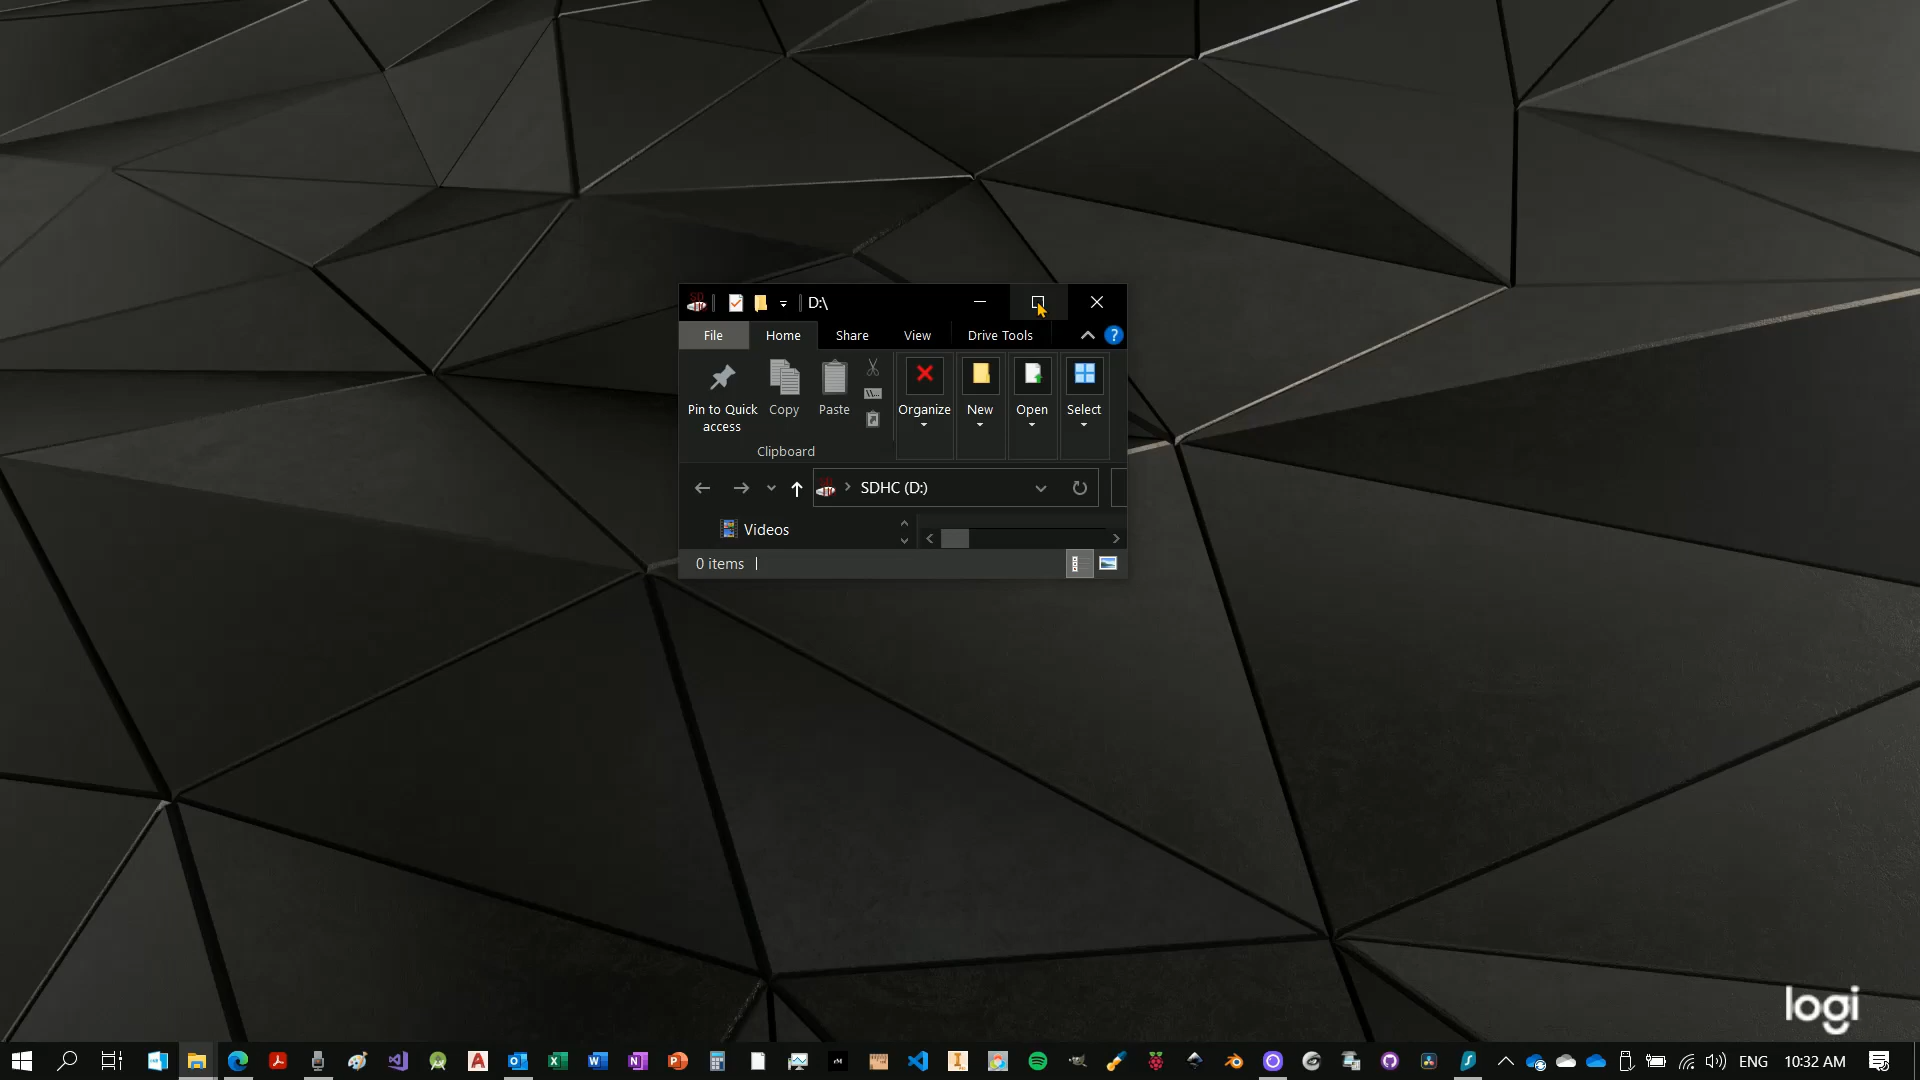 D:\
File Home Share View Drive Tools
Pin to Quick access
Copy
Paste
Organize
New
Open
Select
Clipboard
SDHC (D:)
Videos
0 items
logi
ENG 10:32 AM